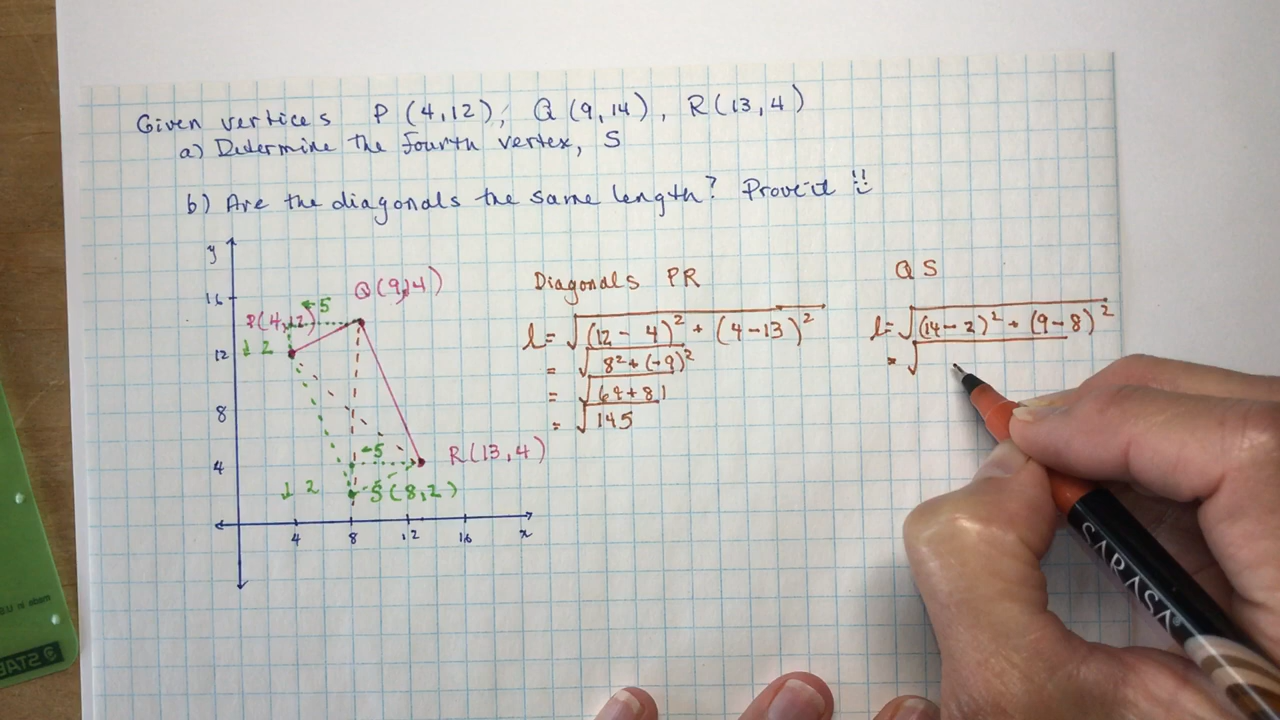 Given vertices P (4,12), Q (9,14), R(13,4)
a) Determine the fourth vertex, S
b) Are the diagonals the same length? Prove it !!
y
16
12
8
4
4 8 12 16 x
Q(9,14)
P(4,12)
←5
↓2
R(13,4)
←5
↓ 2
S(8,2)
Diagonals PR
l = √(12 - 4)² + (4-13)²
= √8² + (-9)²
= √64+81
= √145
QS
l = √(14-2)² + (9-8)²
= √
SARASA®
STAB
made in